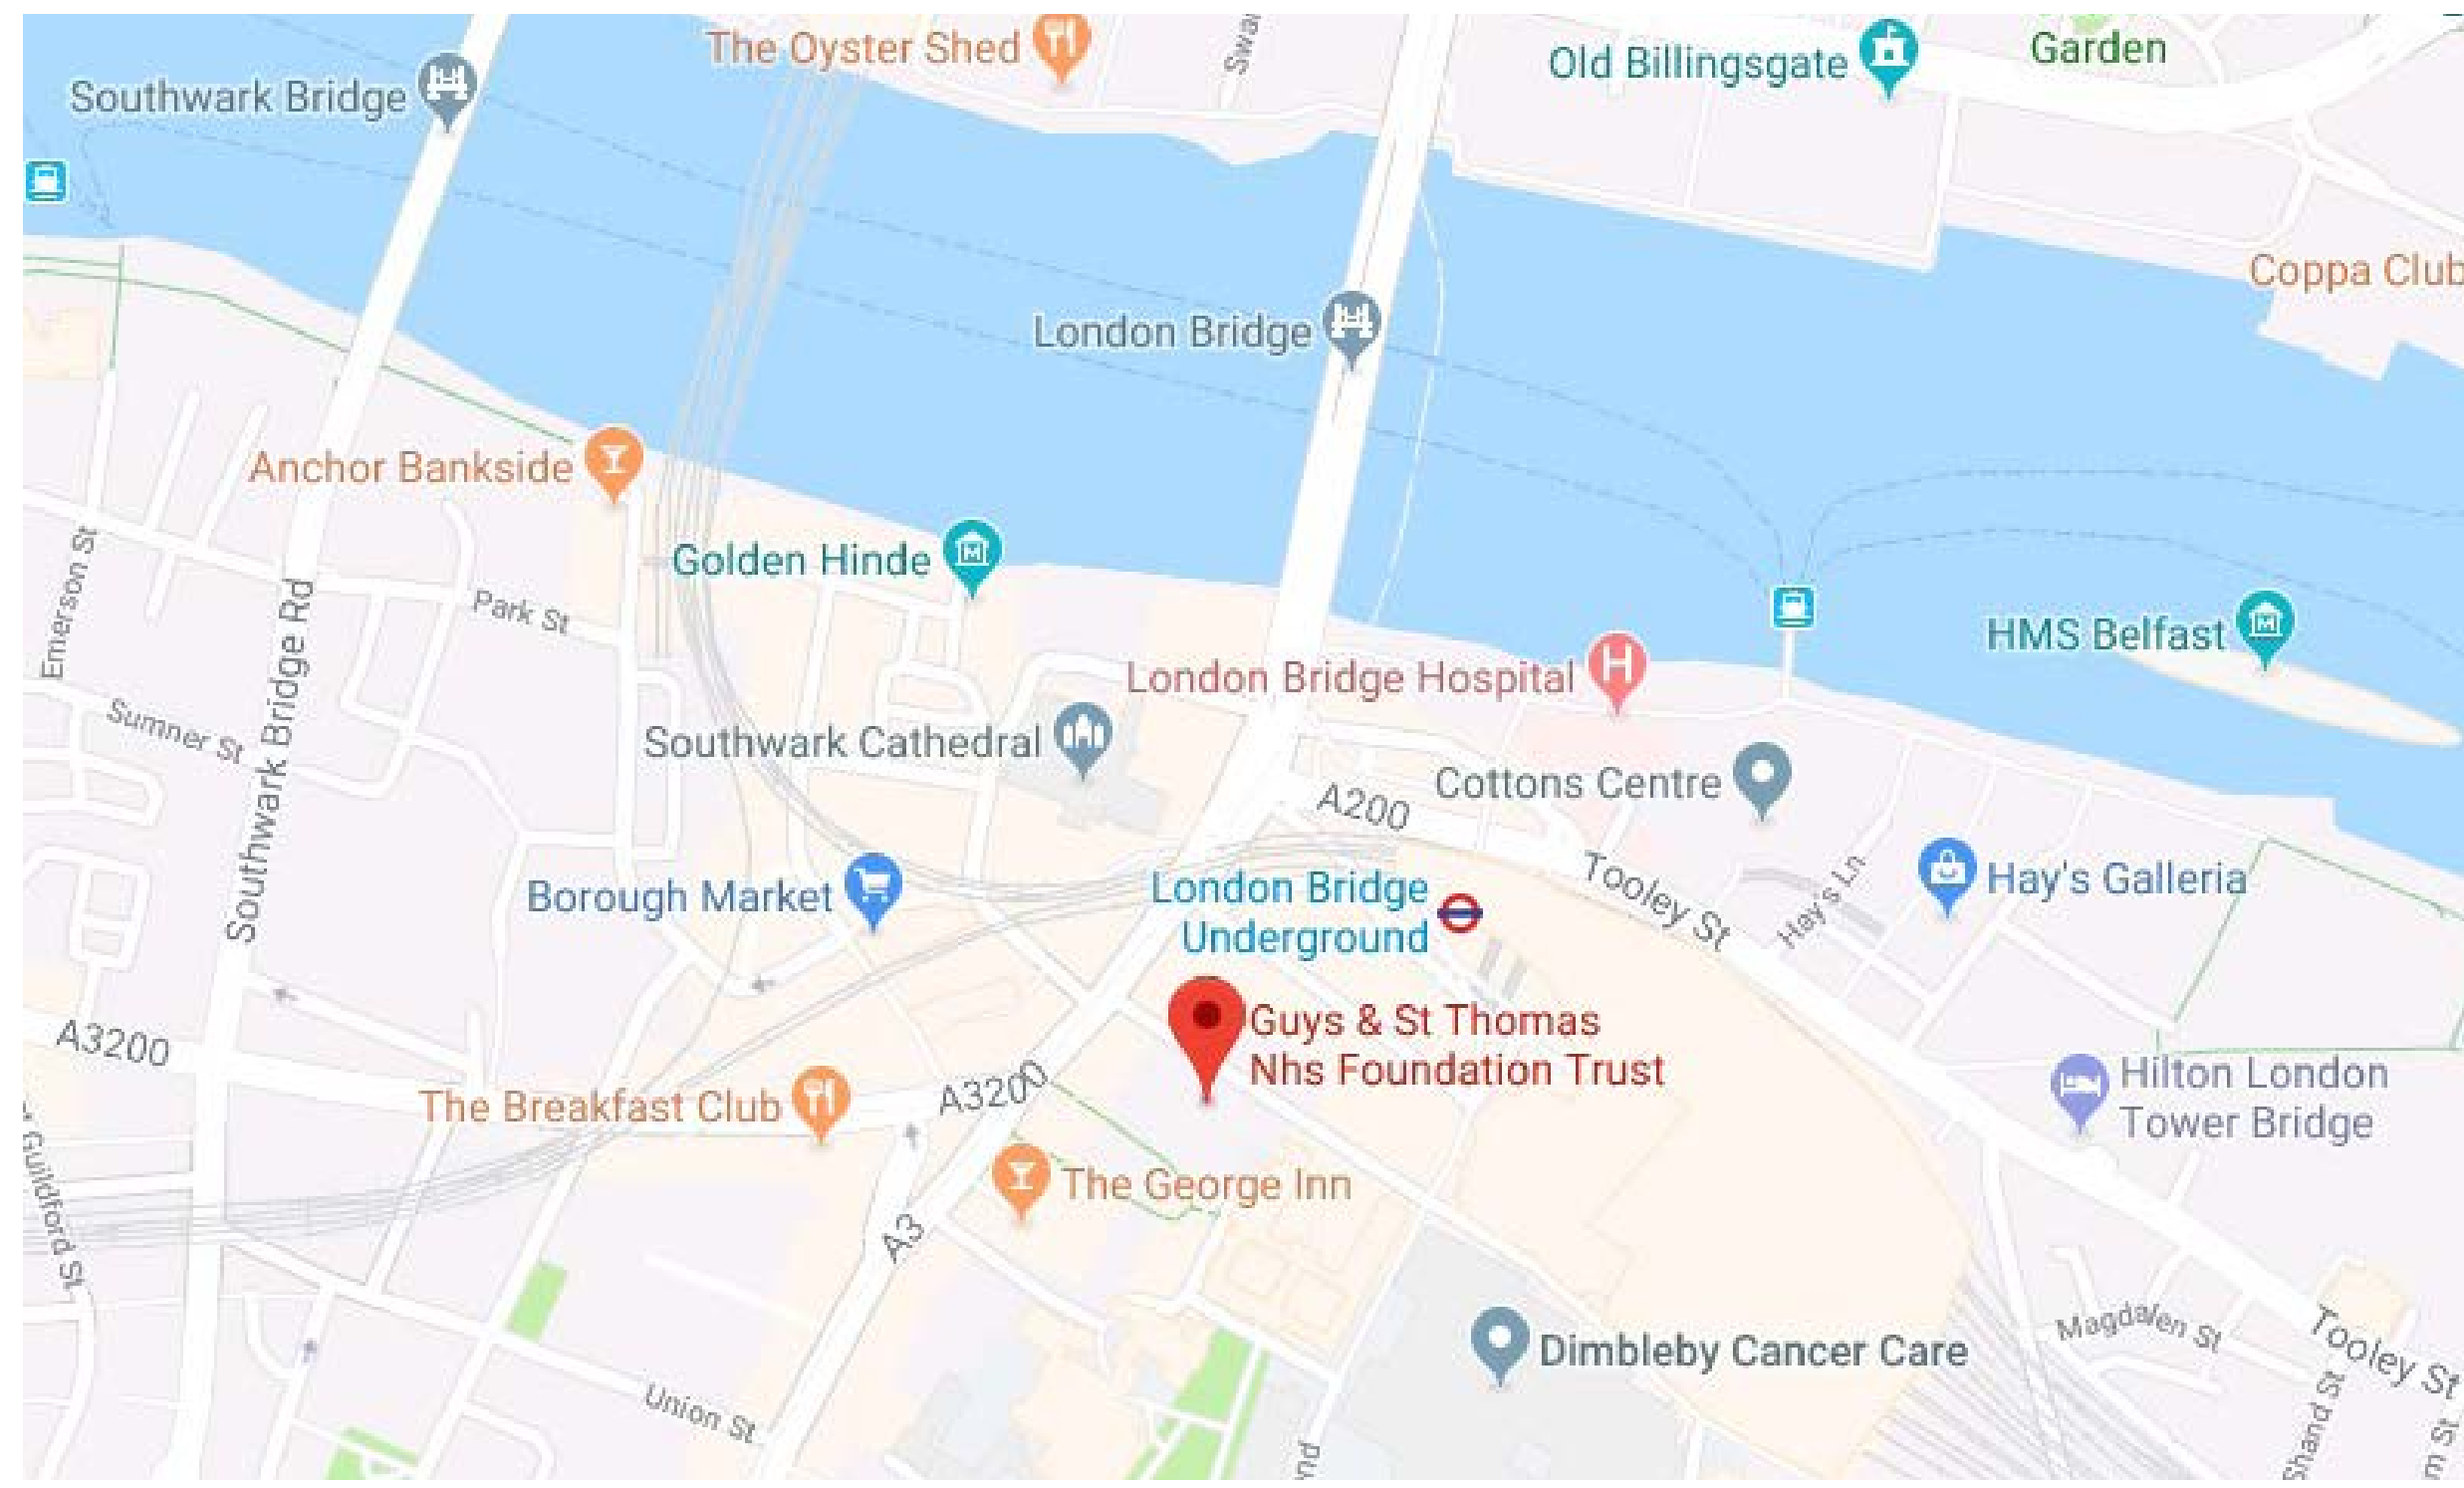 The Oyster Shed
Swa
Old Billingsgate
Garden
Southwark Bridge
Coppa Club
London Bridge
Anchor Bankside
Golden Hinde
Emerson St
Park St
HMS Belfast
London Bridge Hospital
Southwark Bridge Rd
Sumner St
Southwark Cathedral
Cottons Centre
A200
Tooley St
Hay's Ln
Hay's Galleria
Borough Market
London Bridge
Underground
Guys & St Thomas
Nhs Foundation Trust
A3200
The Breakfast Club
A3200
Hilton London
Tower Bridge
The George Inn
Guildford St
A3
Magdalen St
Tooley St
Dimbleby Cancer Care
Union St
Shand St
m St
nd